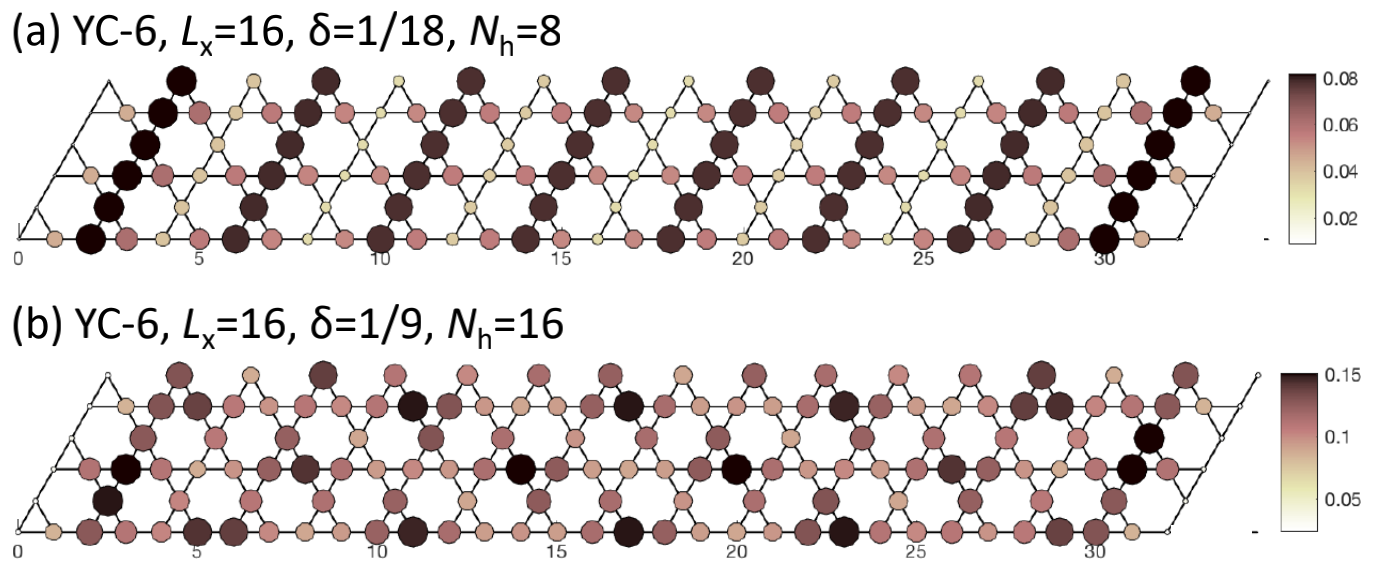 (a) YC-6, Lx=16, δ=1/18, Nh=8
0.08
0.06
0.04
0.02
0 5 10 15 20 25 30
(b) YC-6, Lx=16, δ=1/9, Nh=16
0.15
0.1
0.05
0 5 10 15 20 25 30